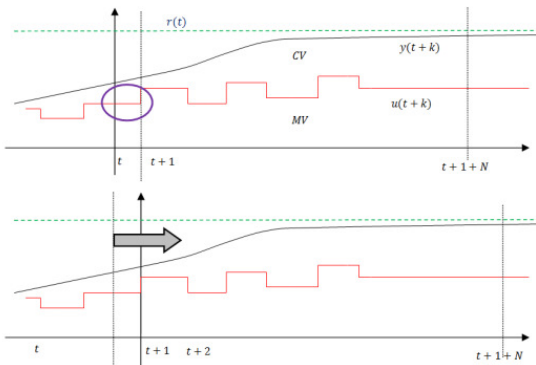 r(t)
CV
y(t+k)
u(t+k)
MV
t
t+1
t+1+N
t
t+1
t+2
t+1+N